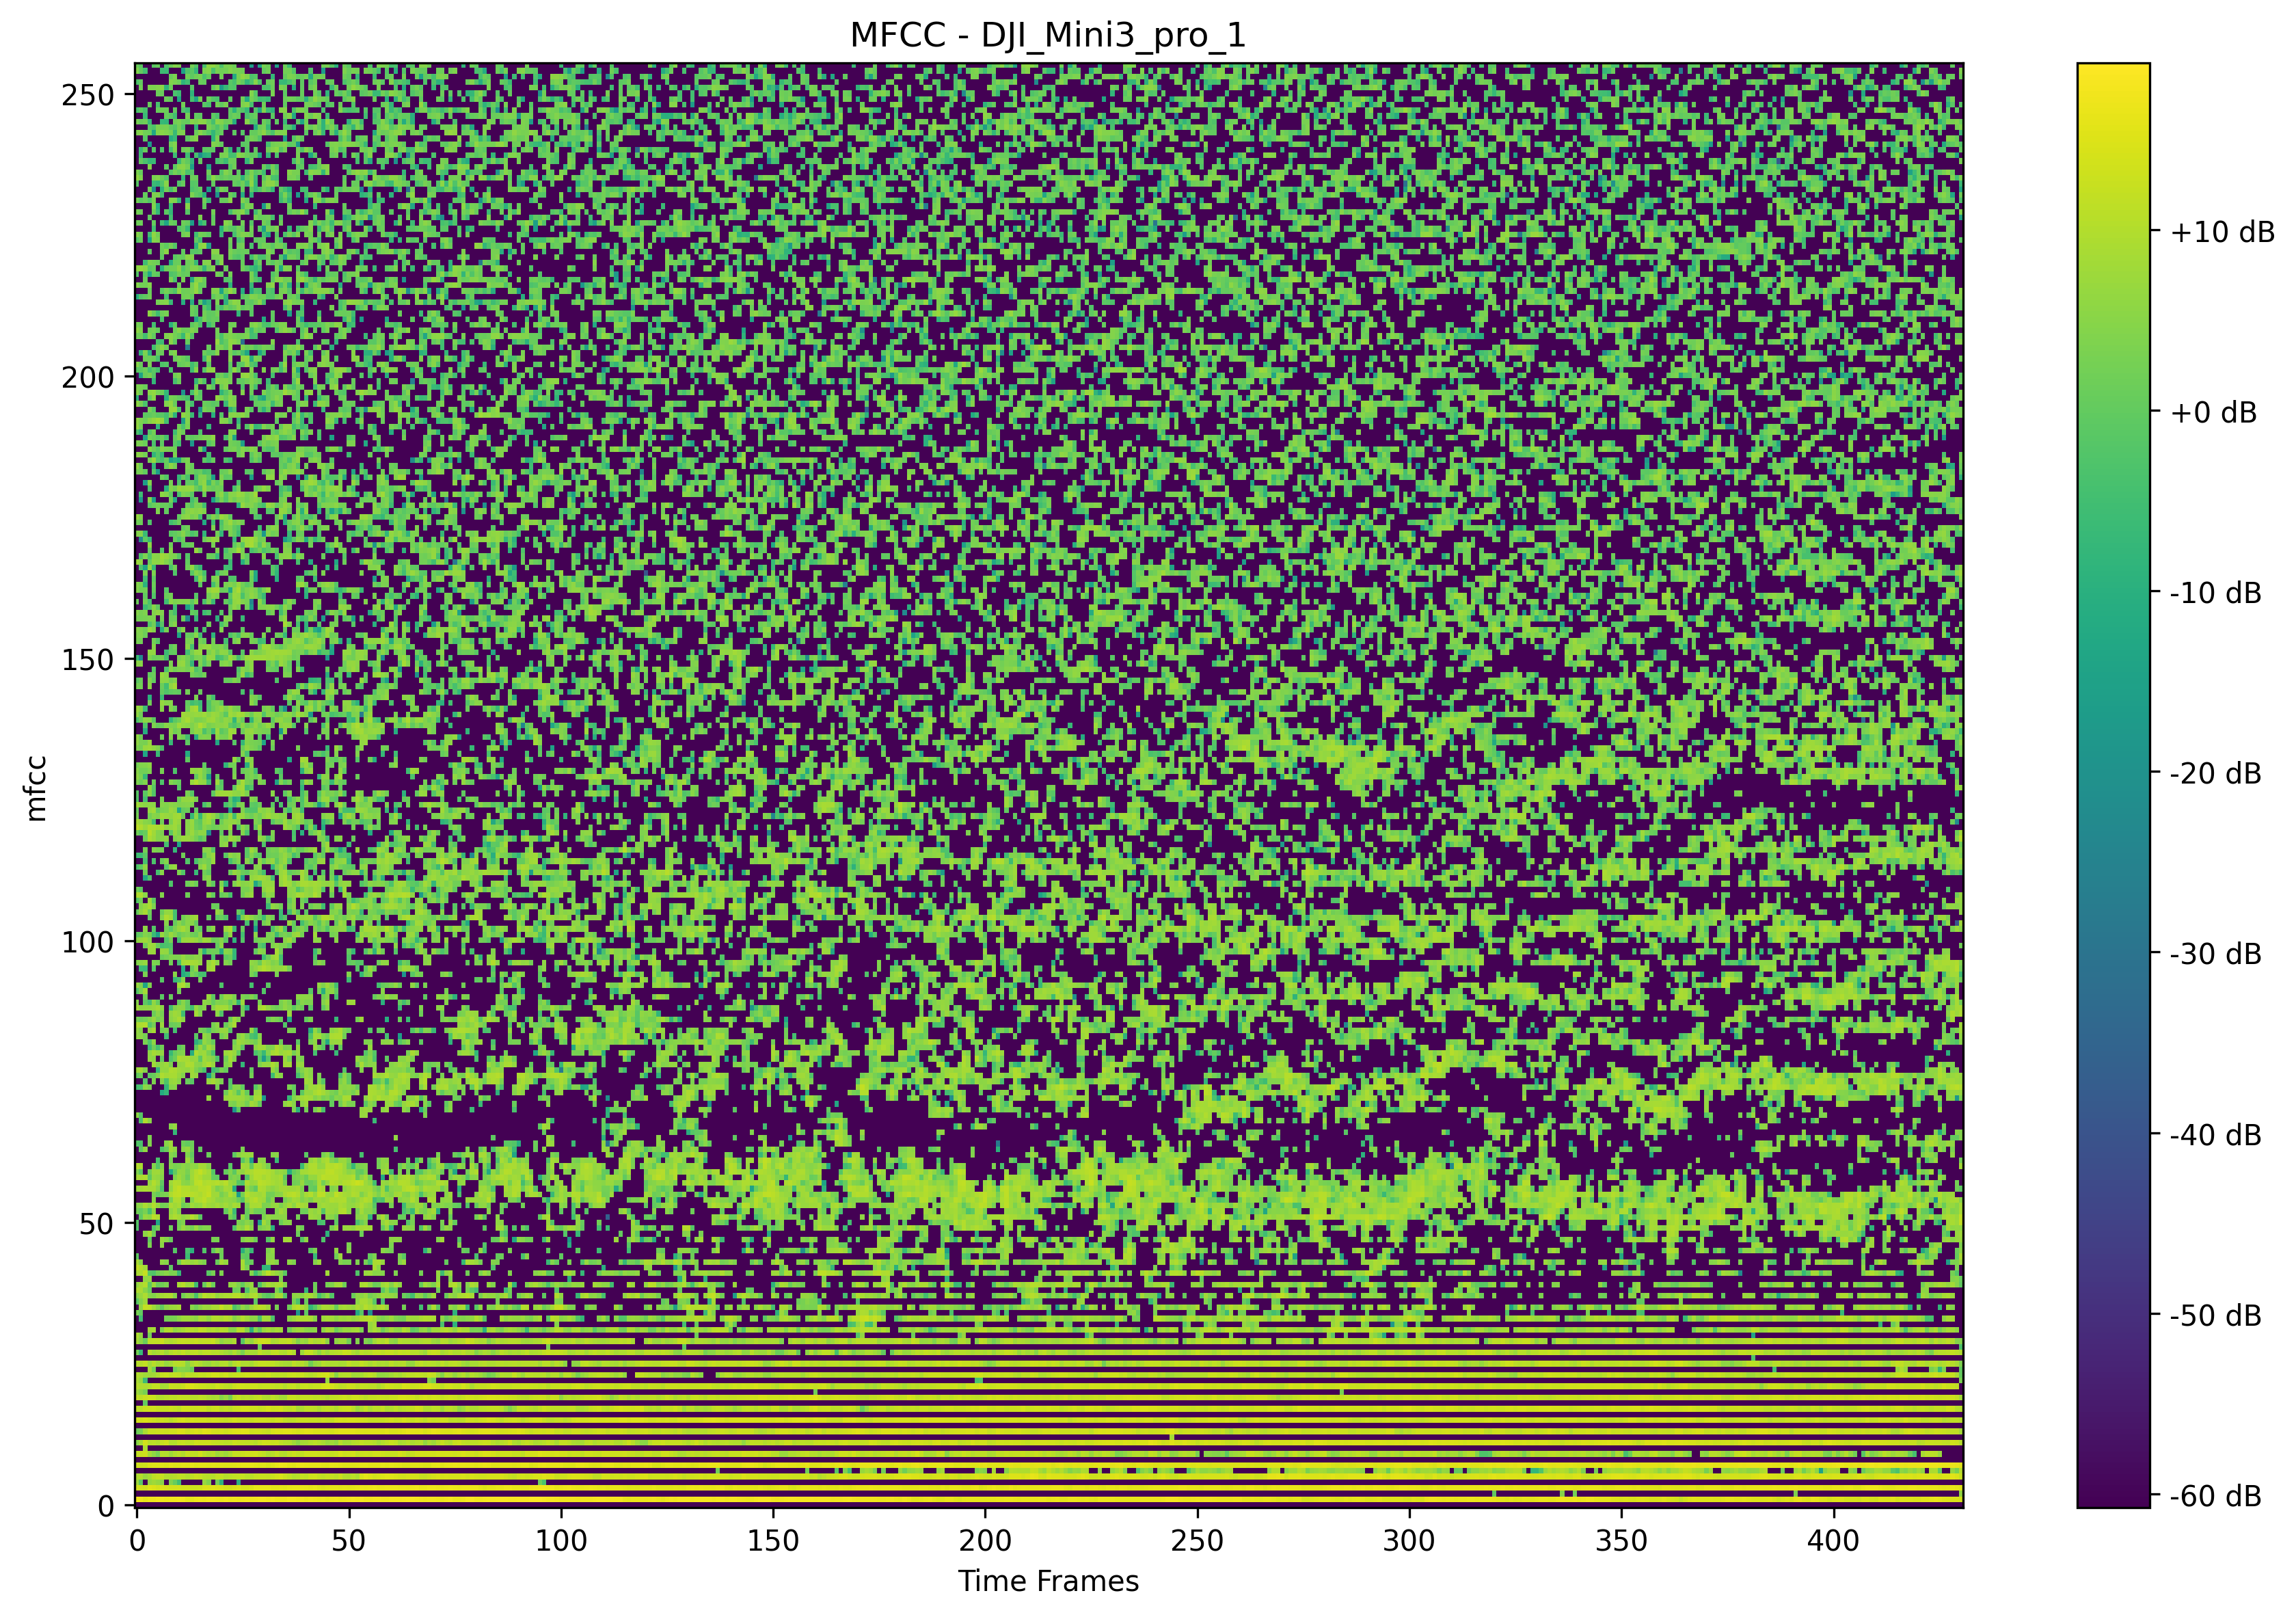 MFCC - DJI_Mini3_pro_1
250
200
150
100
50
0
mfcc
0 50 100 150 200 250 300 350 400
Time Frames
+10 dB
+0 dB
-10 dB
-20 dB
-30 dB
-40 dB
-50 dB
-60 dB